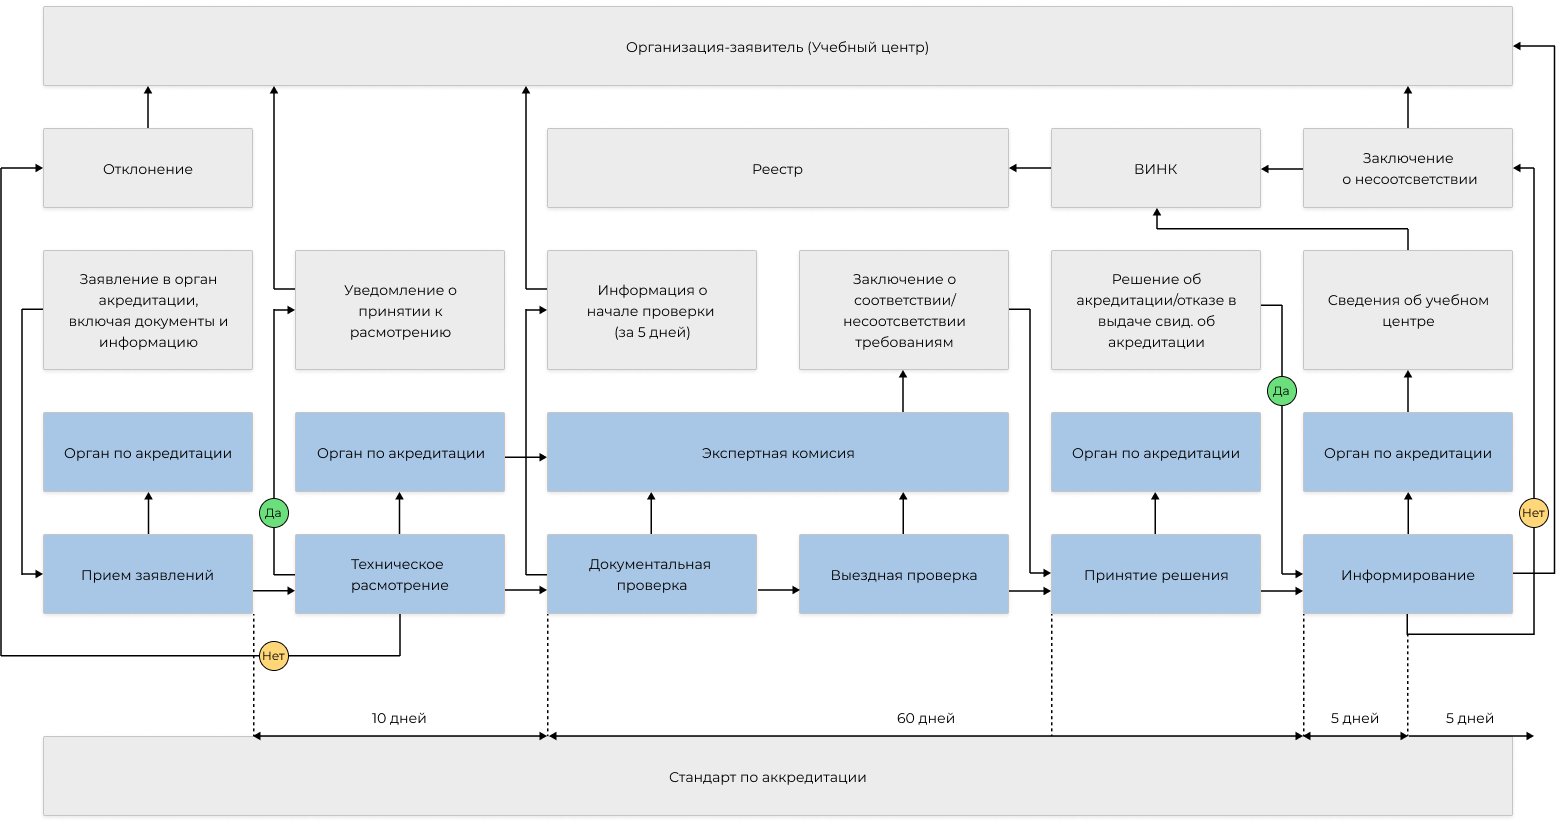 Организация-заявитель (Учебный центр)
Отклонение
Реестр
ВИНК
Заключение
о несоотсветствии
Заявление в орган
акредитации,
включая документы и
информацию
Уведомление о
принятии к
расмотрению
Информация о
начале проверки
(за 5 дней)
Заключение о
соответствии/
несоотсветствии
требованиям
Решение об
акредитации/отказе в
выдаче свид. об
акредитации
Сведения об учебном
центре
Да
Орган по акредитации
Орган по акредитации
Экспертная комисия
Орган по акредитации
Орган по акредитации
Да
Нет
Прием заявлений
Техническое
расмотрение
Документальная
проверка
Выездная проверка
Принятие решения
Информирование
Нет
10 дней
60 дней
5 дней
5 дней
Стандарт по аккредитации